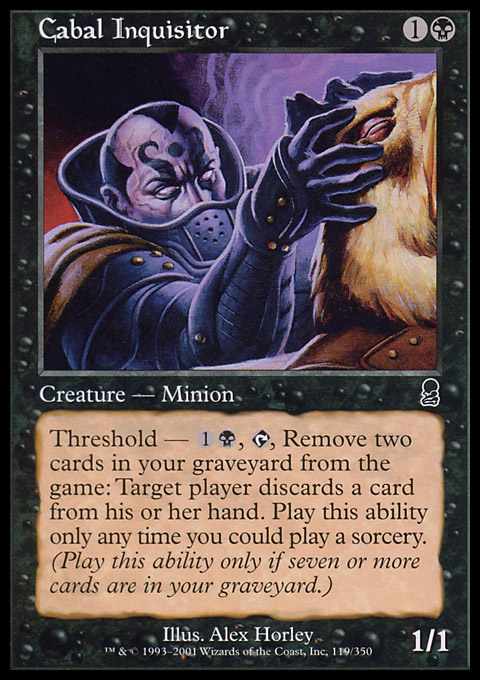 Cabal Inquisitor 1
Creature — Minion
Threshold — 1, , Remove two
cards in your graveyard from the
game: Target player discards a card
from his or her hand. Play this ability
only any time you could play a sorcery.
(Play this ability only if seven or more
cards are in your graveyard.)
Illus. Alex Horley
™ & © 1993–2001 Wizards of the Coast, Inc. 119/350
1/1